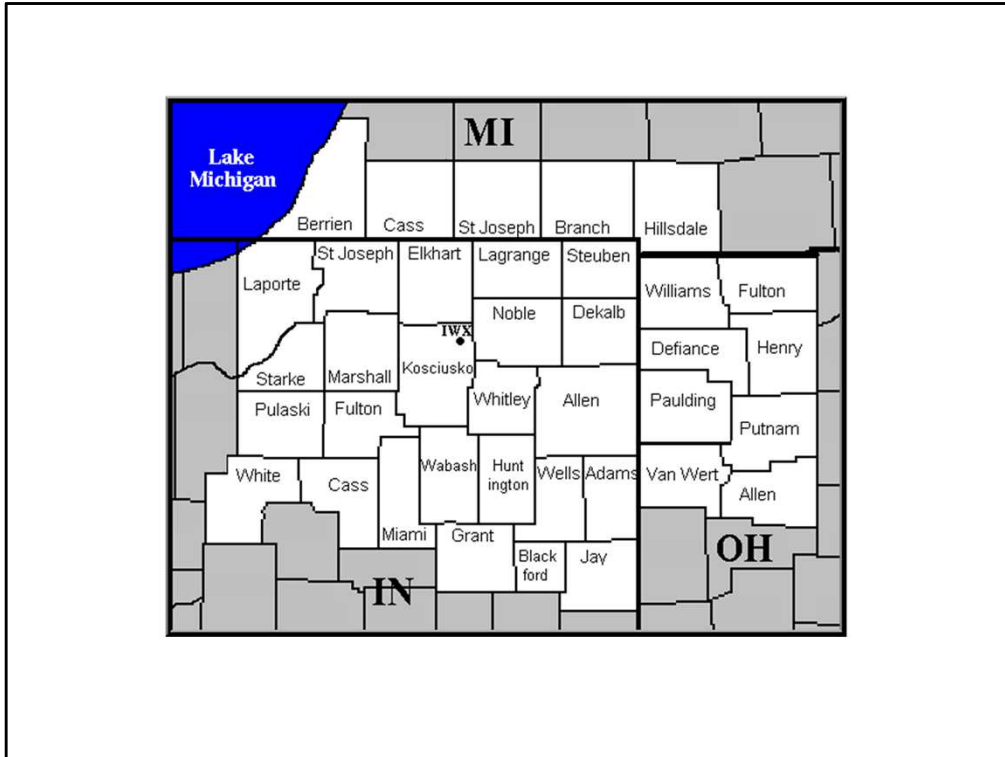 MI
Lake
Michigan
Berrien
Cass
St Joseph
Branch
Hillsdale
St Joseph
Elkhart
Lagrange
Steuben
Laporte
Williams
Fulton
Noble
Dekalb
IWX
Defiance
Henry
Kosciusko
Starke
Marshall
Whitley
Allen
Paulding
Pulaski
Fulton
Putnam
White
Cass
Wabash
Hunt
ington
Wells
Adams
Van Wert
Allen
Miami
Grant
Black
ford
Jay
OH
IN